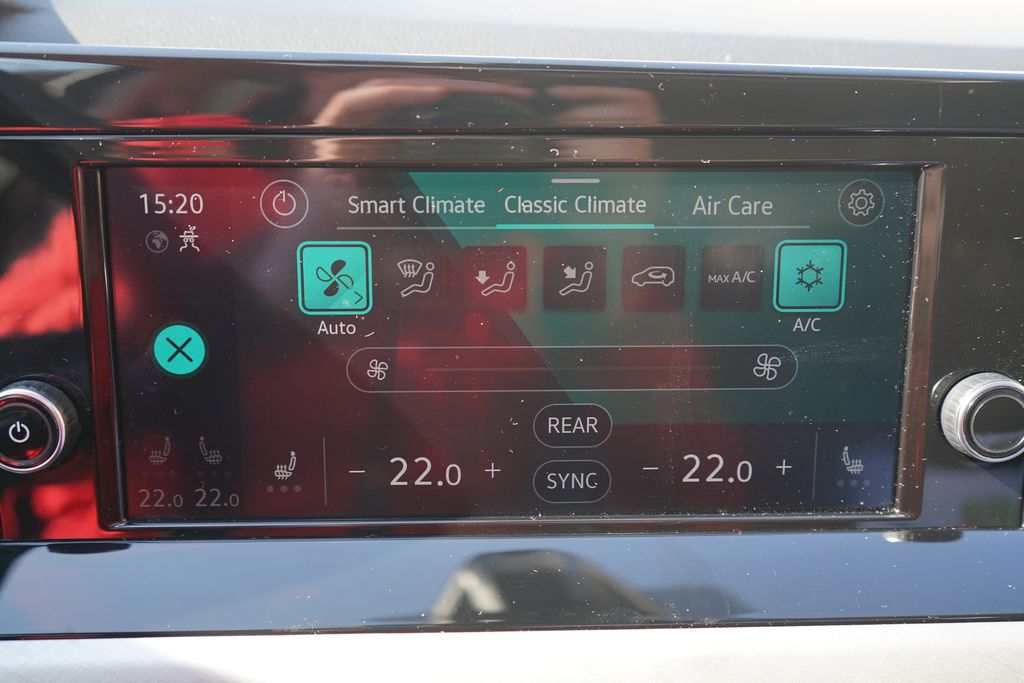 15:20
Smart Climate Classic Climate Air Care
MAX A/C
Auto
A/C
REAR
22.0 22.0 − 22.0 + SYNC − 22.0 +